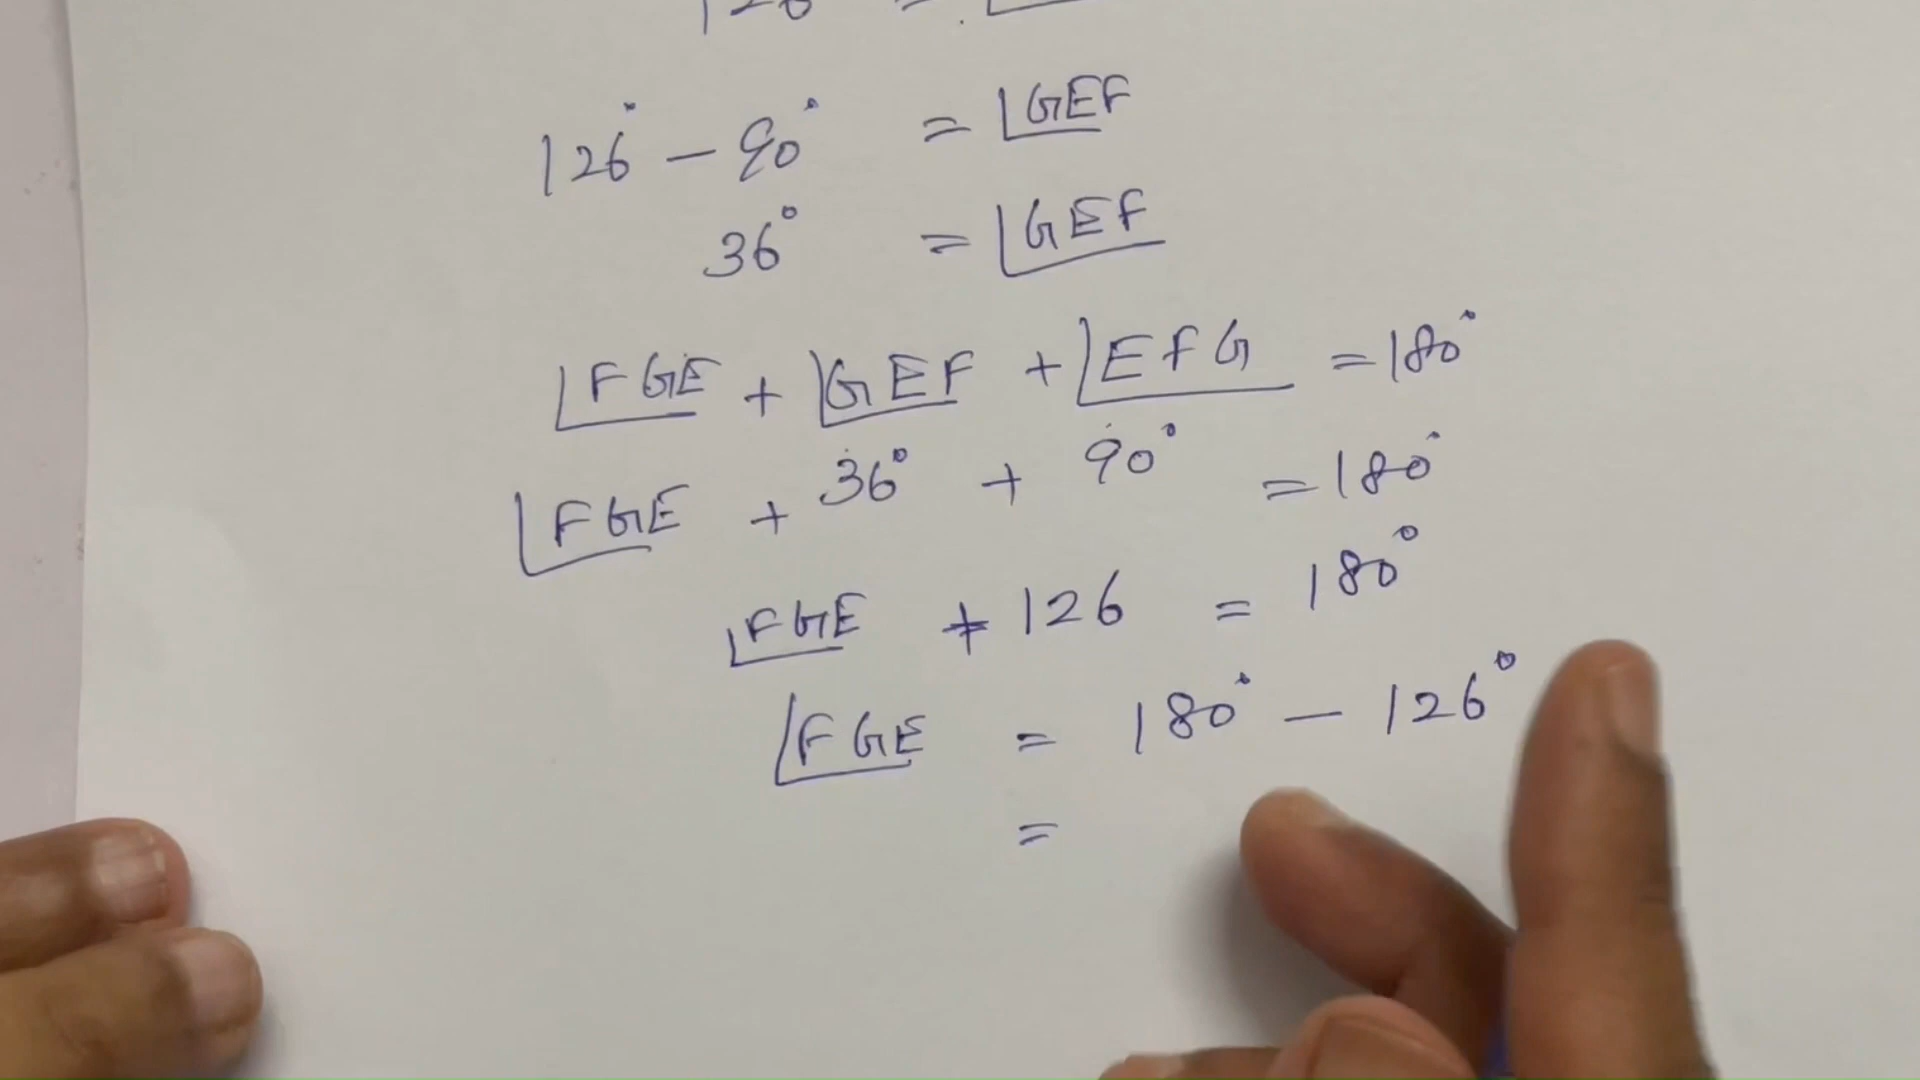 126° - 90° = ∠GEF
36° = ∠GEF
∠FGE + ∠GEF + ∠EFG = 180°
∠FGE + 36° + 90° = 180°
∠FGE + 126 = 180°
∠FGE = 180° - 126°
=